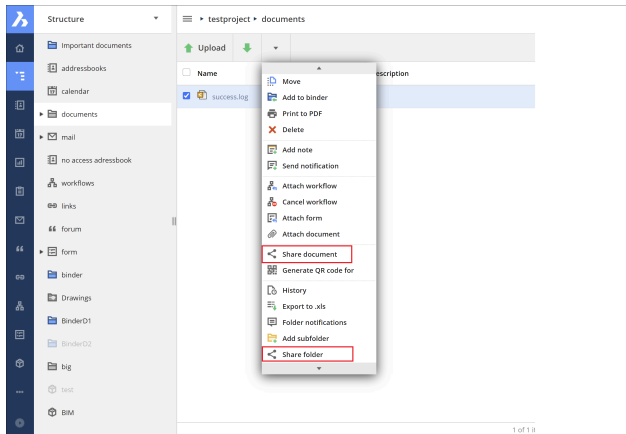 Structure
testproject ▸ documents
Important documents
addressbooks
calendar
documents
mail
no access adressbook
workflows
links
forum
form
binder
Drawings
BinderD1
BinderD2
big
test
BIM
Upload
Name
escription
success.log
Move
Add to binder
Print to PDF
Delete
Add note
Send notification
Attach workflow
Cancel workflow
Attach form
Attach document
Share document
Generate QR code for
History
Export to .xls
Folder notifications
Add subfolder
Share folder
1 of 1 it